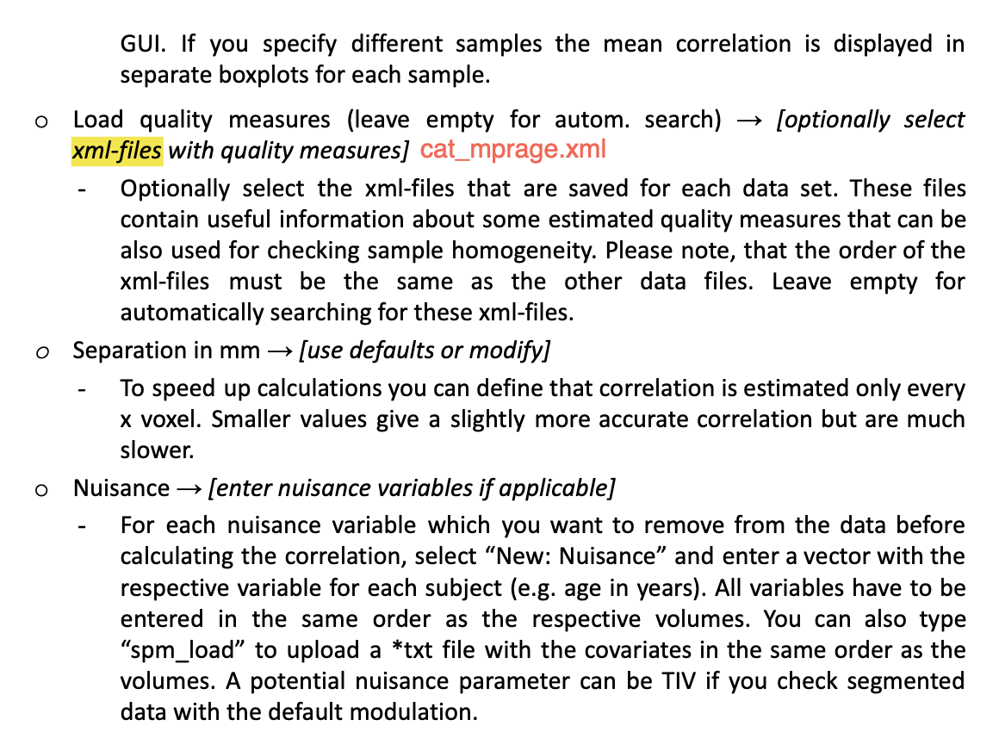 GUI. If you specify different samples the mean correlation is displayed in
separate boxplots for each sample.
o Load quality measures (leave empty for autom. search) → [optionally select
xml-files with quality measures] cat_mprage.xml
- Optionally select the xml-files that are saved for each data set. These files
contain useful information about some estimated quality measures that can be
also used for checking sample homogeneity. Please note, that the order of the
xml-files must be the same as the other data files. Leave empty for
automatically searching for these xml-files.
o Separation in mm → [use defaults or modify]
- To speed up calculations you can define that correlation is estimated only every
x voxel. Smaller values give a slightly more accurate correlation but are much
slower.
o Nuisance → [enter nuisance variables if applicable]
- For each nuisance variable which you want to remove from the data before
calculating the correlation, select “New: Nuisance” and enter a vector with the
respective variable for each subject (e.g. age in years). All variables have to be
entered in the same order as the respective volumes. You can also type
“spm_load” to upload a *txt file with the covariates in the same order as the
volumes. A potential nuisance parameter can be TIV if you check segmented
data with the default modulation.